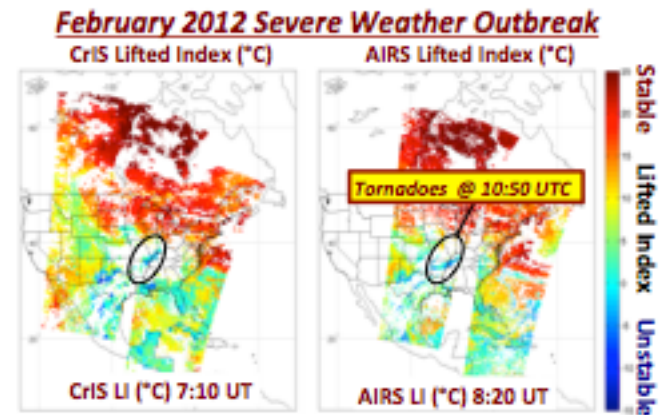 February 2012 Severe Weather Outbreak
CrIS Lifted Index (°C)
AIRS Lifted Index (°C)
Tornadoes @ 10:50 UTC
CrIS LI (°C) 7:10 UT
AIRS LI (°C) 8:20 UT
Stable
Lifted Index
Unstable